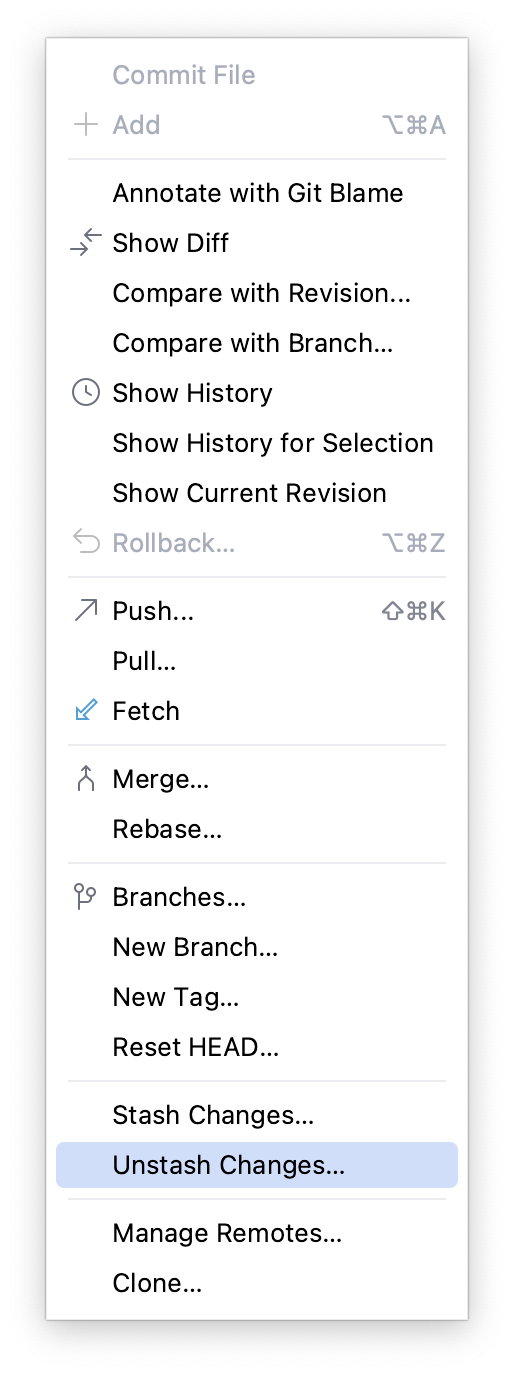 Commit File
Add ⌥⌘A
Annotate with Git Blame
Show Diff
Compare with Revision...
Compare with Branch...
Show History
Show History for Selection
Show Current Revision
Rollback... ⌥⌘Z
Push... ⇧⌘K
Pull...
Fetch
Merge...
Rebase...
Branches...
New Branch...
New Tag...
Reset HEAD...
Stash Changes...
Unstash Changes...
Manage Remotes...
Clone...